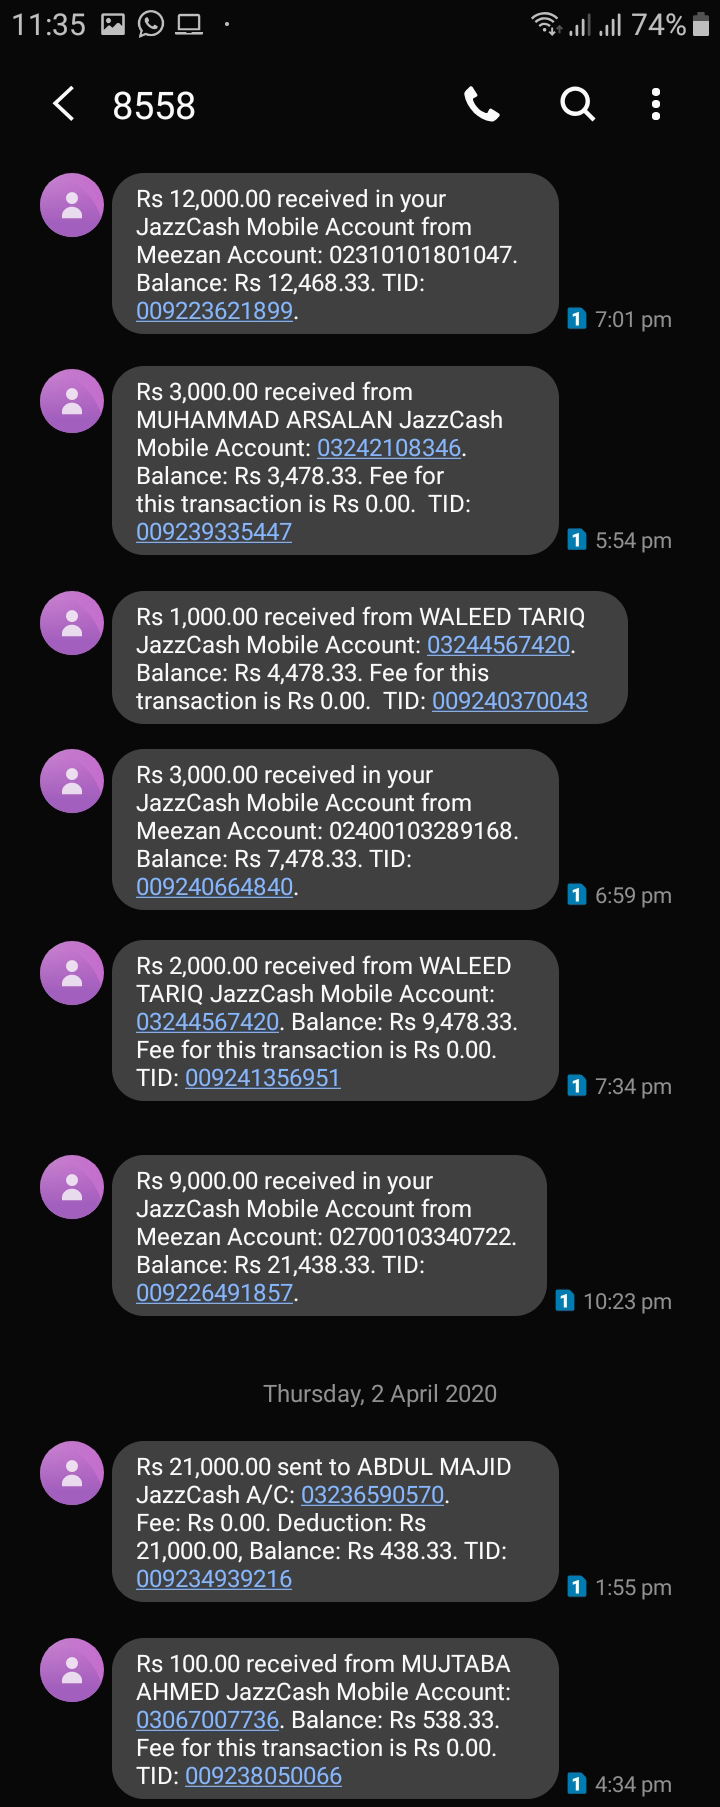 11:35
74%
8558
Rs 12,000.00 received in your
JazzCash Mobile Account from
Meezan Account: 02310101801047.
Balance: Rs 12,468.33. TID:
009223621899.
1 7:01 pm
Rs 3,000.00 received from
MUHAMMAD ARSALAN JazzCash
Mobile Account: 03242108346.
Balance: Rs 3,478.33. Fee for
this transaction is Rs 0.00. TID:
009239335447
1 5:54 pm
Rs 1,000.00 received from WALEED TARIQ
JazzCash Mobile Account: 03244567420.
Balance: Rs 4,478.33. Fee for this
transaction is Rs 0.00. TID: 009240370043
Rs 3,000.00 received in your
JazzCash Mobile Account from
Meezan Account: 02400103289168.
Balance: Rs 7,478.33. TID:
009240664840.
1 6:59 pm
Rs 2,000.00 received from WALEED
TARIQ JazzCash Mobile Account:
03244567420. Balance: Rs 9,478.33.
Fee for this transaction is Rs 0.00.
TID: 009241356951
1 7:34 pm
Rs 9,000.00 received in your
JazzCash Mobile Account from
Meezan Account: 02700103340722.
Balance: Rs 21,438.33. TID:
009226491857.
1 10:23 pm
Thursday, 2 April 2020
Rs 21,000.00 sent to ABDUL MAJID
JazzCash A/C: 03236590570.
Fee: Rs 0.00. Deduction: Rs
21,000.00, Balance: Rs 438.33. TID:
009234939216
1 1:55 pm
Rs 100.00 received from MUJTABA
AHMED JazzCash Mobile Account:
03067007736. Balance: Rs 538.33.
Fee for this transaction is Rs 0.00.
TID: 009238050066
1 4:34 pm